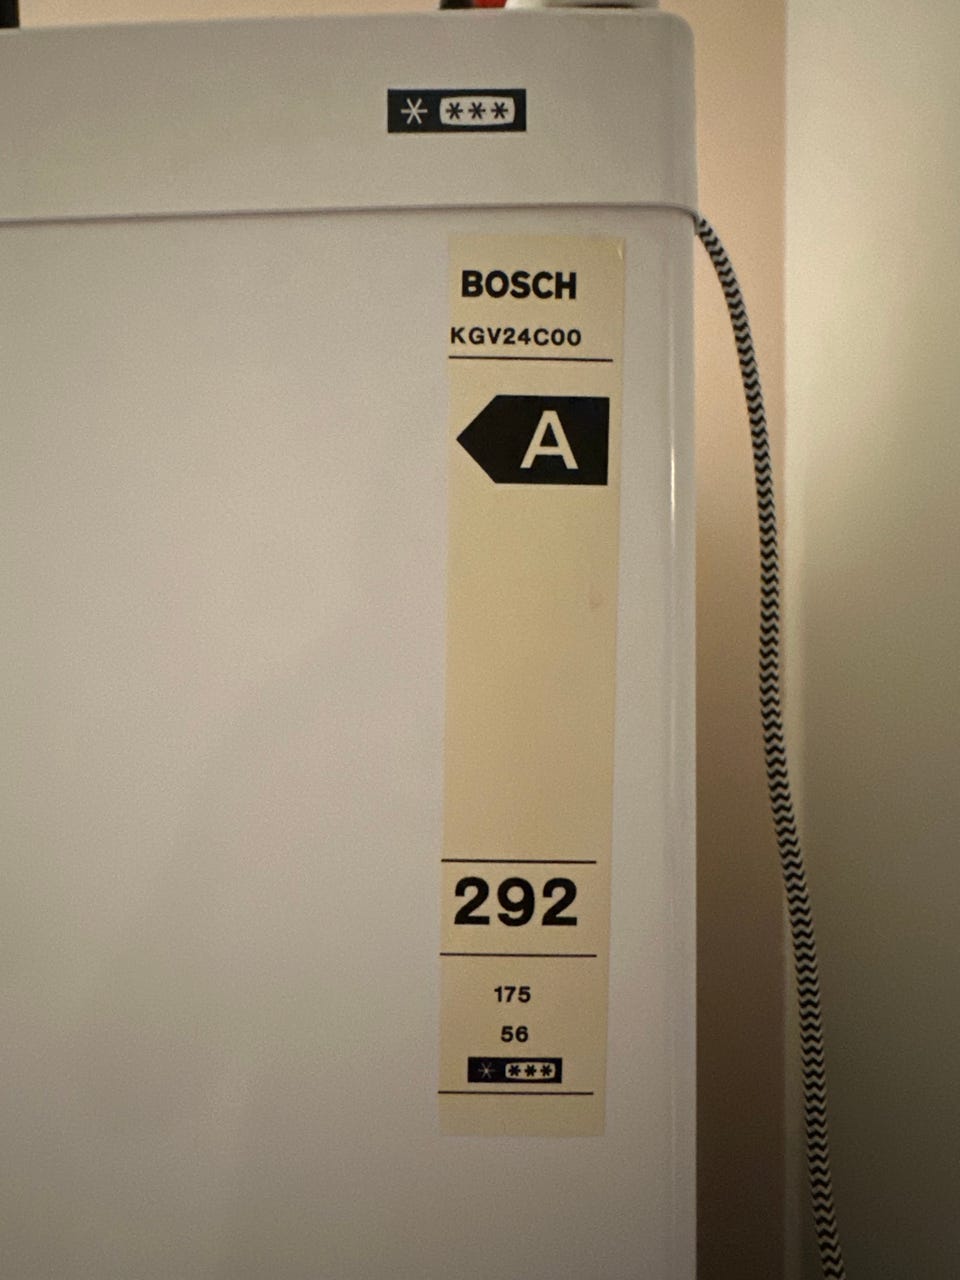 * ***
BOSCH
KGV24C00
A
292
175
56
* ***